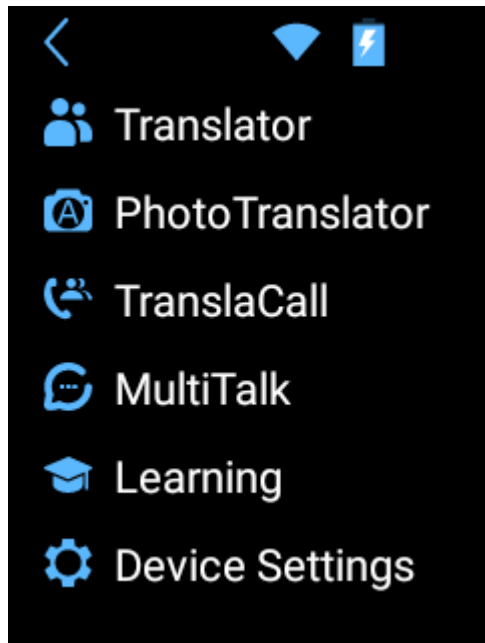 Translator
PhotoTranslator
TranslaCall
MultiTalk
Learning
Device Settings